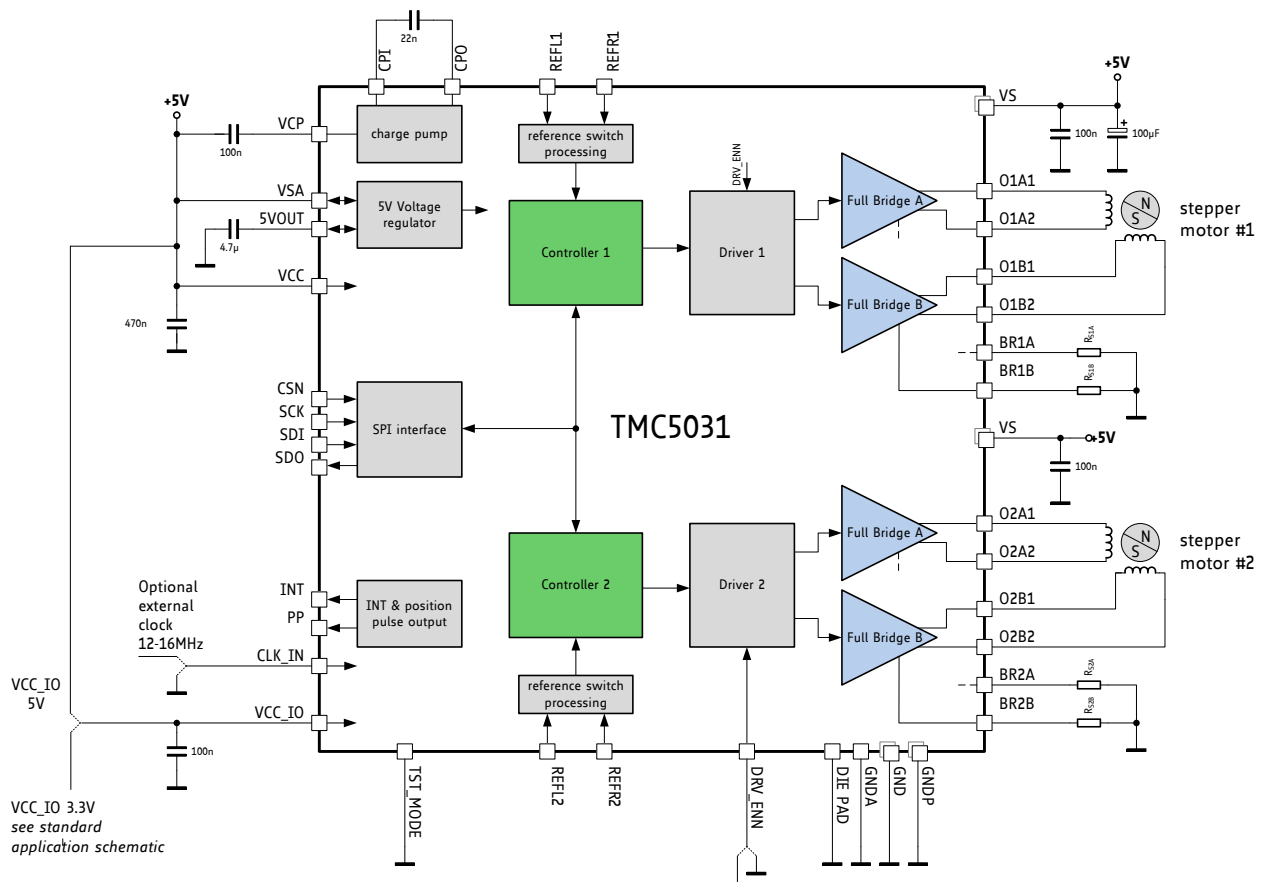 22n
CPI
CPO
REFL1
REFR1
+5V
VCP
100n
charge pump
reference switch
processing
+5V
VS
100n
+
100µF
DRV_ENN
VSA
5VOUT
4.7µ
5V Voltage
regulator
Controller 1
Driver 1
Full Bridge A
O1A1
O1A2
N
S
stepper
motor #1
VCC
470n
Full Bridge B
O1B1
O1B2
BR1A
RS1A
BR1B
RS1B
CSN
SCK
SDI
SDO
SPI interface
TMC5031
VS
+5V
100n
Full Bridge A
O2A1
O2A2
N
S
stepper
motor #2
Controller 2
Driver 2
Optional
external
clock
12-16MHz
INT
PP
INT & position
pulse output
Full Bridge B
O2B1
O2B2
CLK_IN
BR2A
RS2A
BR2B
RS2B
VCC_IO
5V
VCC_IO
100n
reference switch
processing
VCC_IO 3.3V
see standard
application schematic
TST_MODE
REFL2
REFR2
DRV_ENN
DIE PAD
GNDA
GND
GNDP